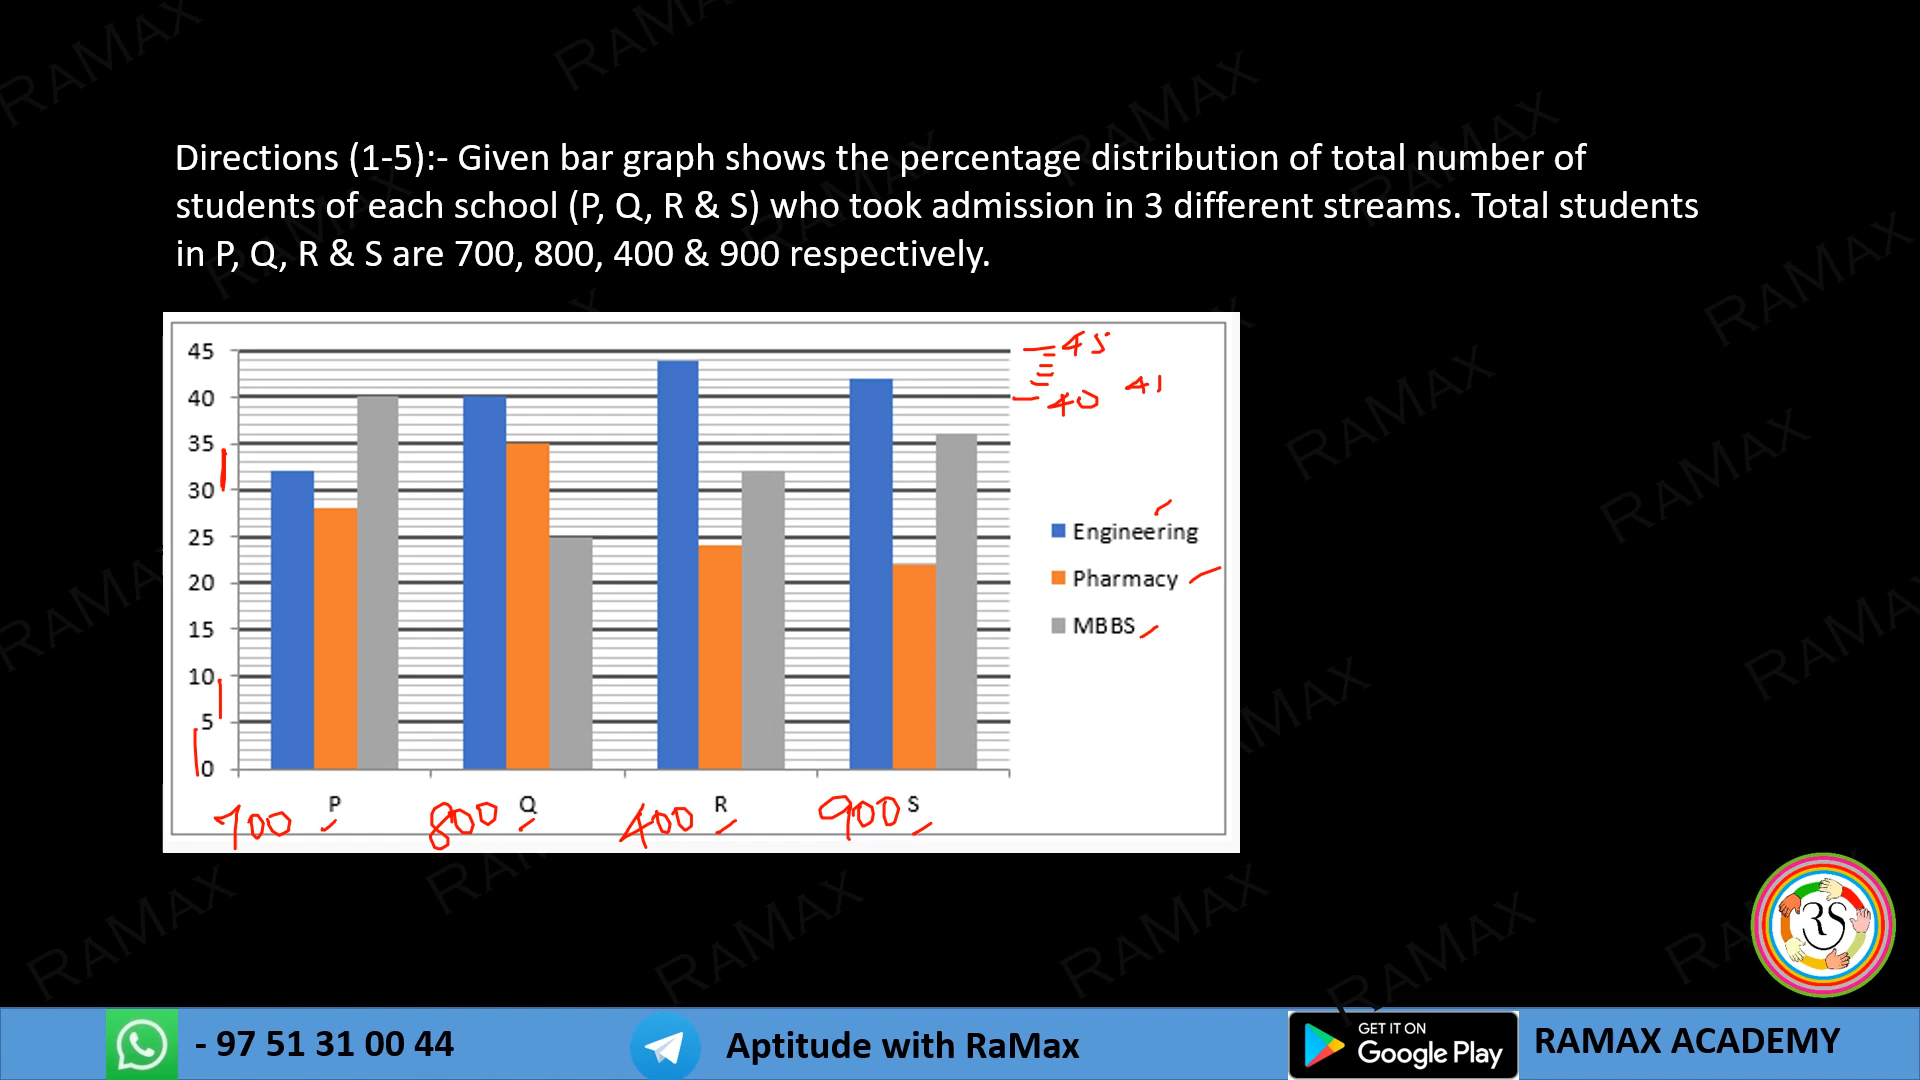 Directions (1-5):- Given bar graph shows the percentage distribution of total number of
students of each school (P, Q, R & S) who took admission in 3 different streams. Total students
in P, Q, R & S are 700, 800, 400 & 900 respectively.
45
40
35
30
25
20
15
10
5
0
45
40 41
Engineering
Pharmacy
MBBS
P Q R S
700 800 400 900
RS
- 97 51 31 00 44
Aptitude with RaMax
GET IT ON
Google Play
RAMAX ACADEMY
RAMAX